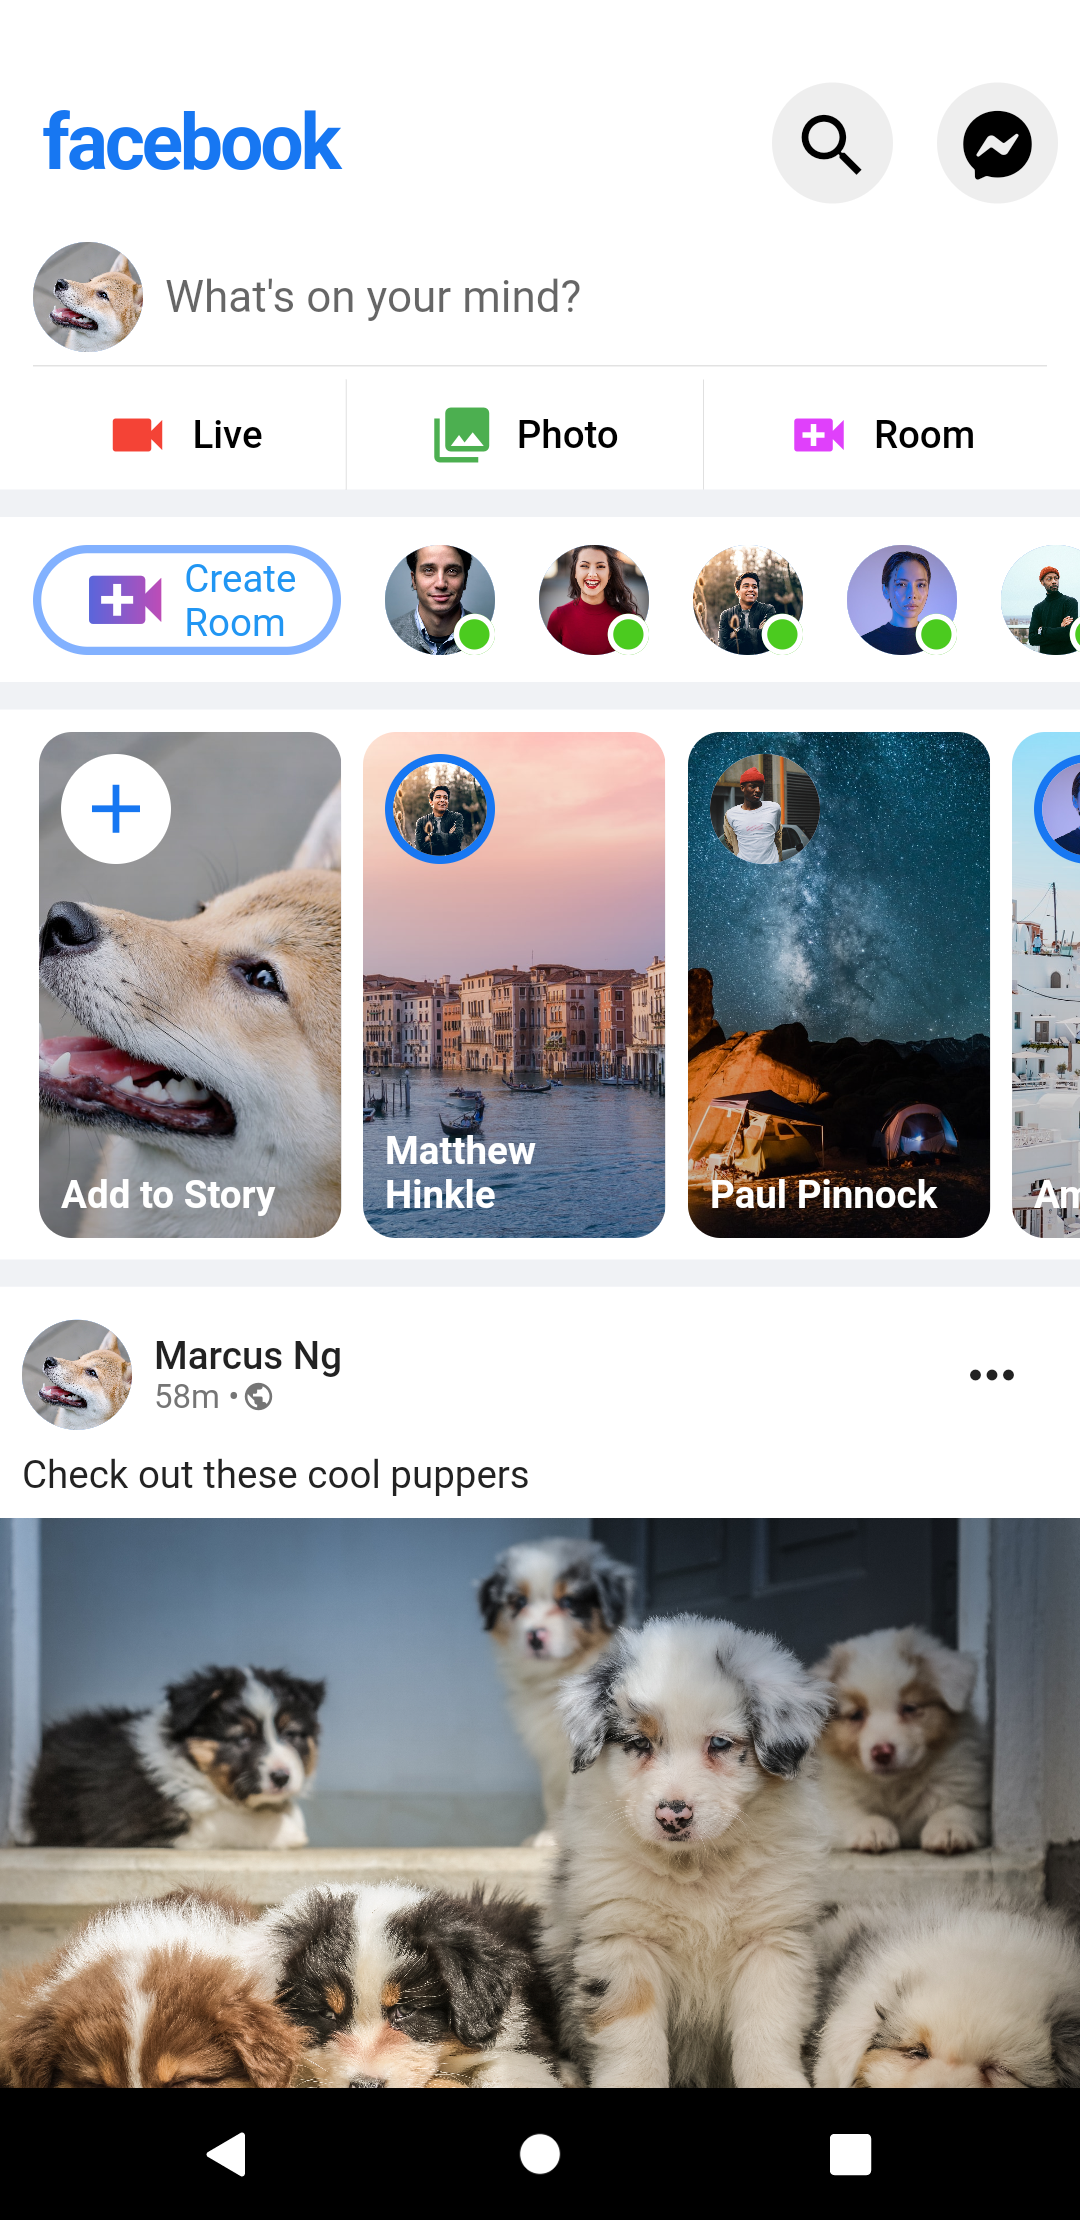 facebook
What's on your mind?
Live
Photo
Room
Create
Room
Add to Story
Matthew
Hinkle
Paul Pinnock
Marcus Ng
58m •
Check out these cool puppers